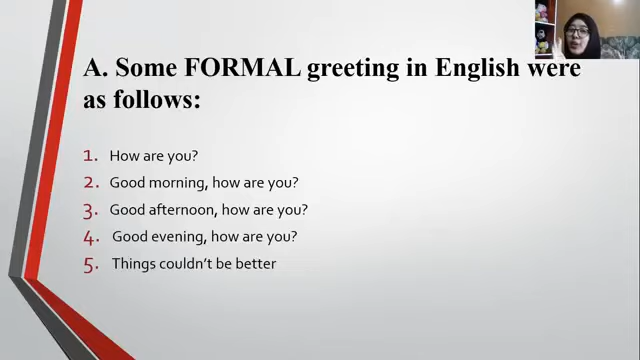 A. Some FORMAL greeting in English were
as follows:
1. How are you?
2. Good morning, how are you?
3. Good afternoon, how are you?
4. Good evening, how are you?
5. Things couldn't be better